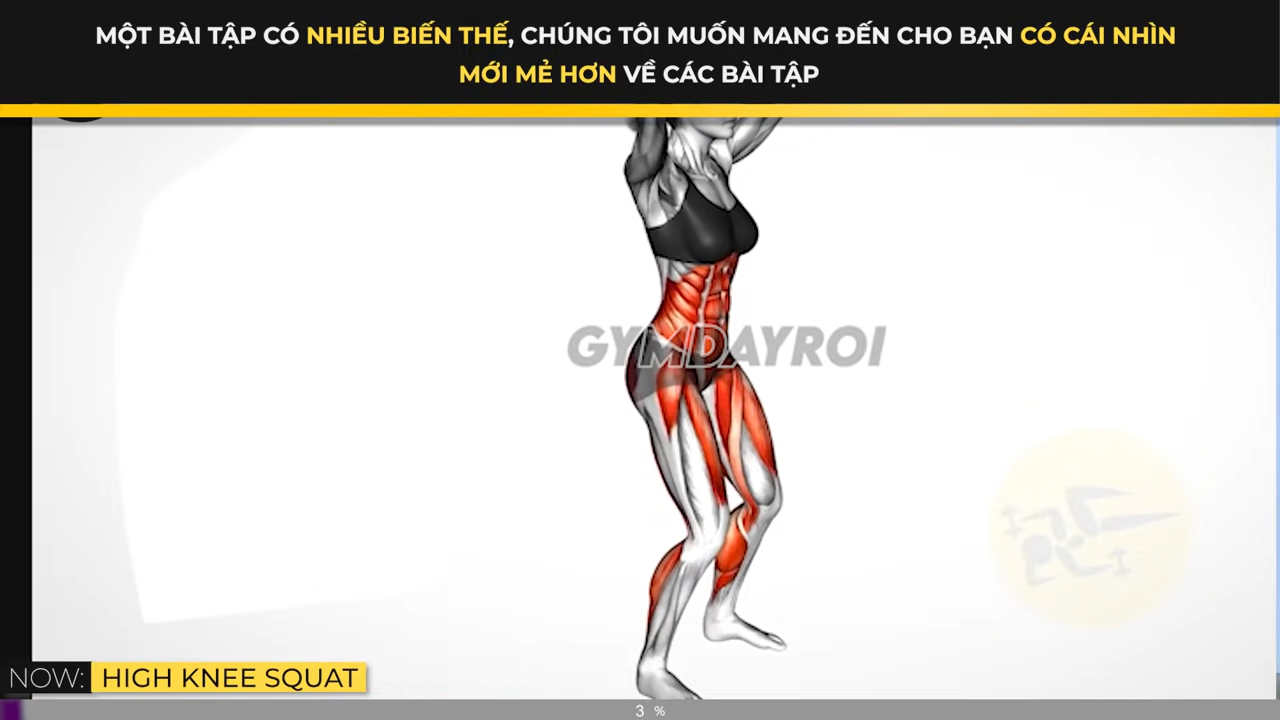 MỘT BÀI TẬP CÓ NHIỀU BIẾN THẾ, CHÚNG TÔI MUỐN MANG ĐẾN CHO BẠN CÓ CÁI NHÌN
MỚI MẺ HƠN VỀ CÁC BÀI TẬP
GYMDAYROI
NOW: HIGH KNEE SQUAT
3 %